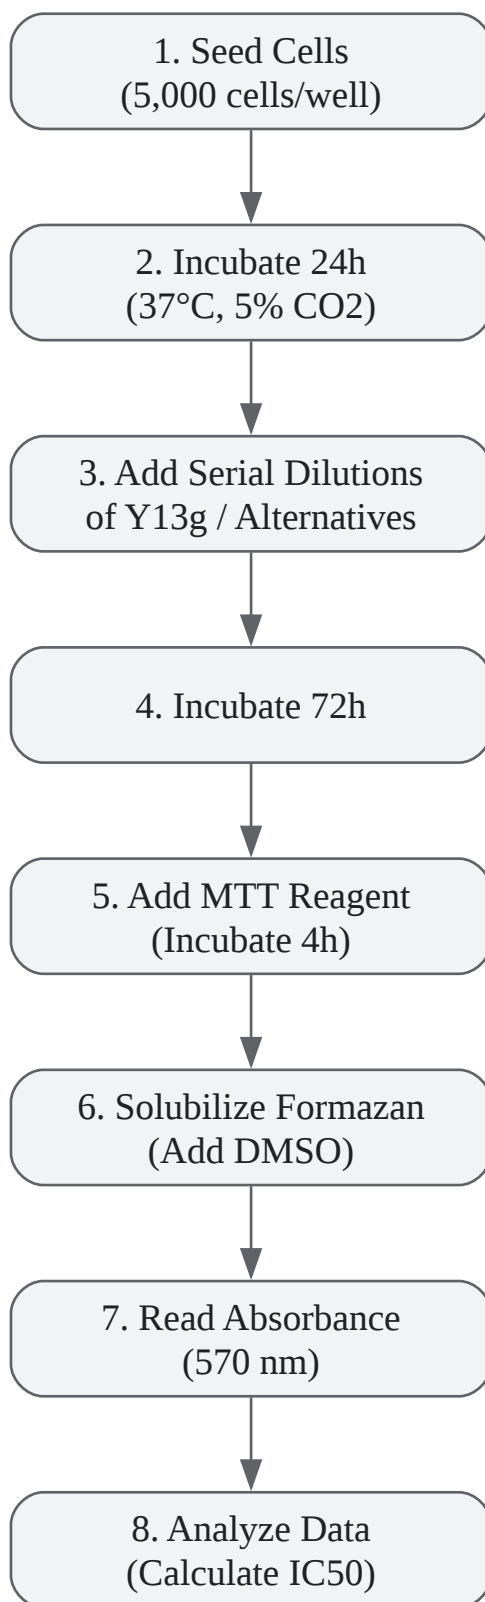 1. Seed Cells
(5,000 cells/well)
2. Incubate 24h
(37°C, 5% CO2)
3. Add Serial Dilutions
of Y13g / Alternatives
4. Incubate 72h
5. Add MTT Reagent
(Incubate 4h)
6. Solubilize Formazan
(Add DMSO)
7. Read Absorbance
(570 nm)
8. Analyze Data
(Calculate IC50)